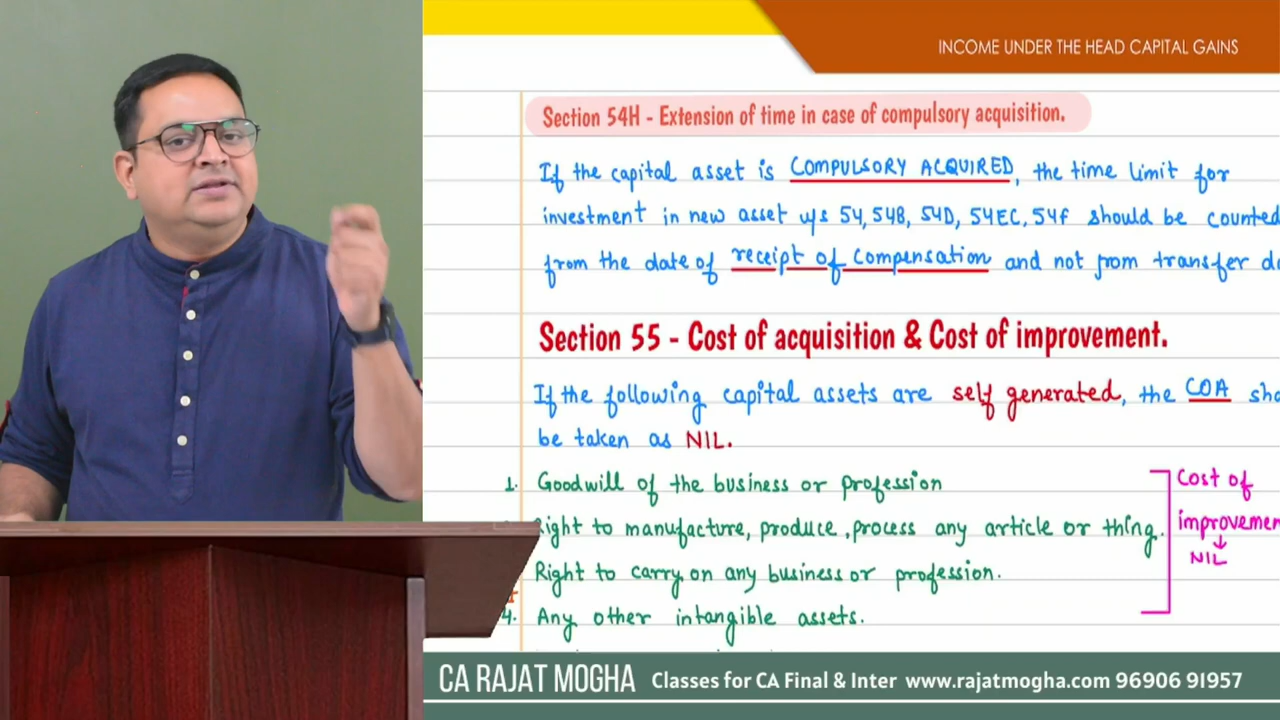 INCOME UNDER THE HEAD CAPITAL GAINS
Section 54H - Extension of time in case of compulsory acquisition.
If the capital asset is COMPULSORY ACQUIRED, the time limit for
investment in new asset u/s 54, 54B, 54D, 54EC, 54F should be counted
from the date of receipt of compensation and not from transfer
Section 55 - Cost of acquisition & Cost of improvement.
If the following capital assets are self generated, the COA
be taken as NIL.
1. Goodwill of the business or profession
Right to manufacture, produce, process any article or thing.
Right to carry on any business or profession.
4. Any other intangible assets.
Cost of
improvemen
NIL
CA RAJAT MOGHA Classes for CA Final & Inter www.rajatmogha.com 96906 91957